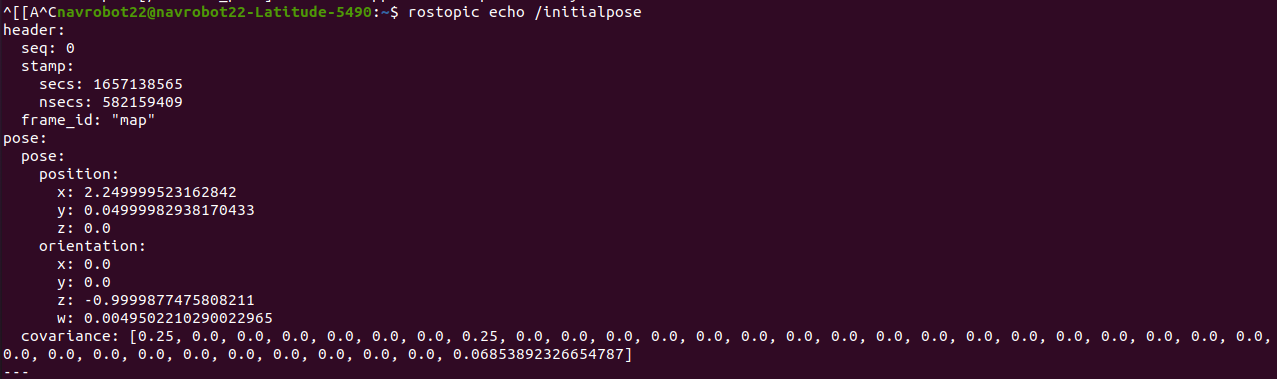 ^[[A^Cnavrobot22@navrobot22-Latitude-5490:~$ rostopic echo /initialpose
header:
  seq: 0
  stamp:
    secs: 1657138565
    nsecs: 582159409
  frame_id: "map"
pose:
  pose:
    position:
      x: 2.249999523162842
      y: 0.04999982938170433
      z: 0.0
    orientation:
      x: 0.0
      y: 0.0
      z: -0.9999877475808211
      w: 0.0049502210290022965
  covariance: [0.25, 0.0, 0.0, 0.0, 0.0, 0.0, 0.0, 0.25, 0.0, 0.0, 0.0, 0.0, 0.0, 0.0, 0.0, 0.0, 0.0, 0.0, 0.0, 0.0, 0.0, 0.0, 0.0, 0.0, 0.0,
0.0, 0.0, 0.0, 0.0, 0.0, 0.0, 0.0, 0.0, 0.0, 0.0, 0.06853892326654787]
---